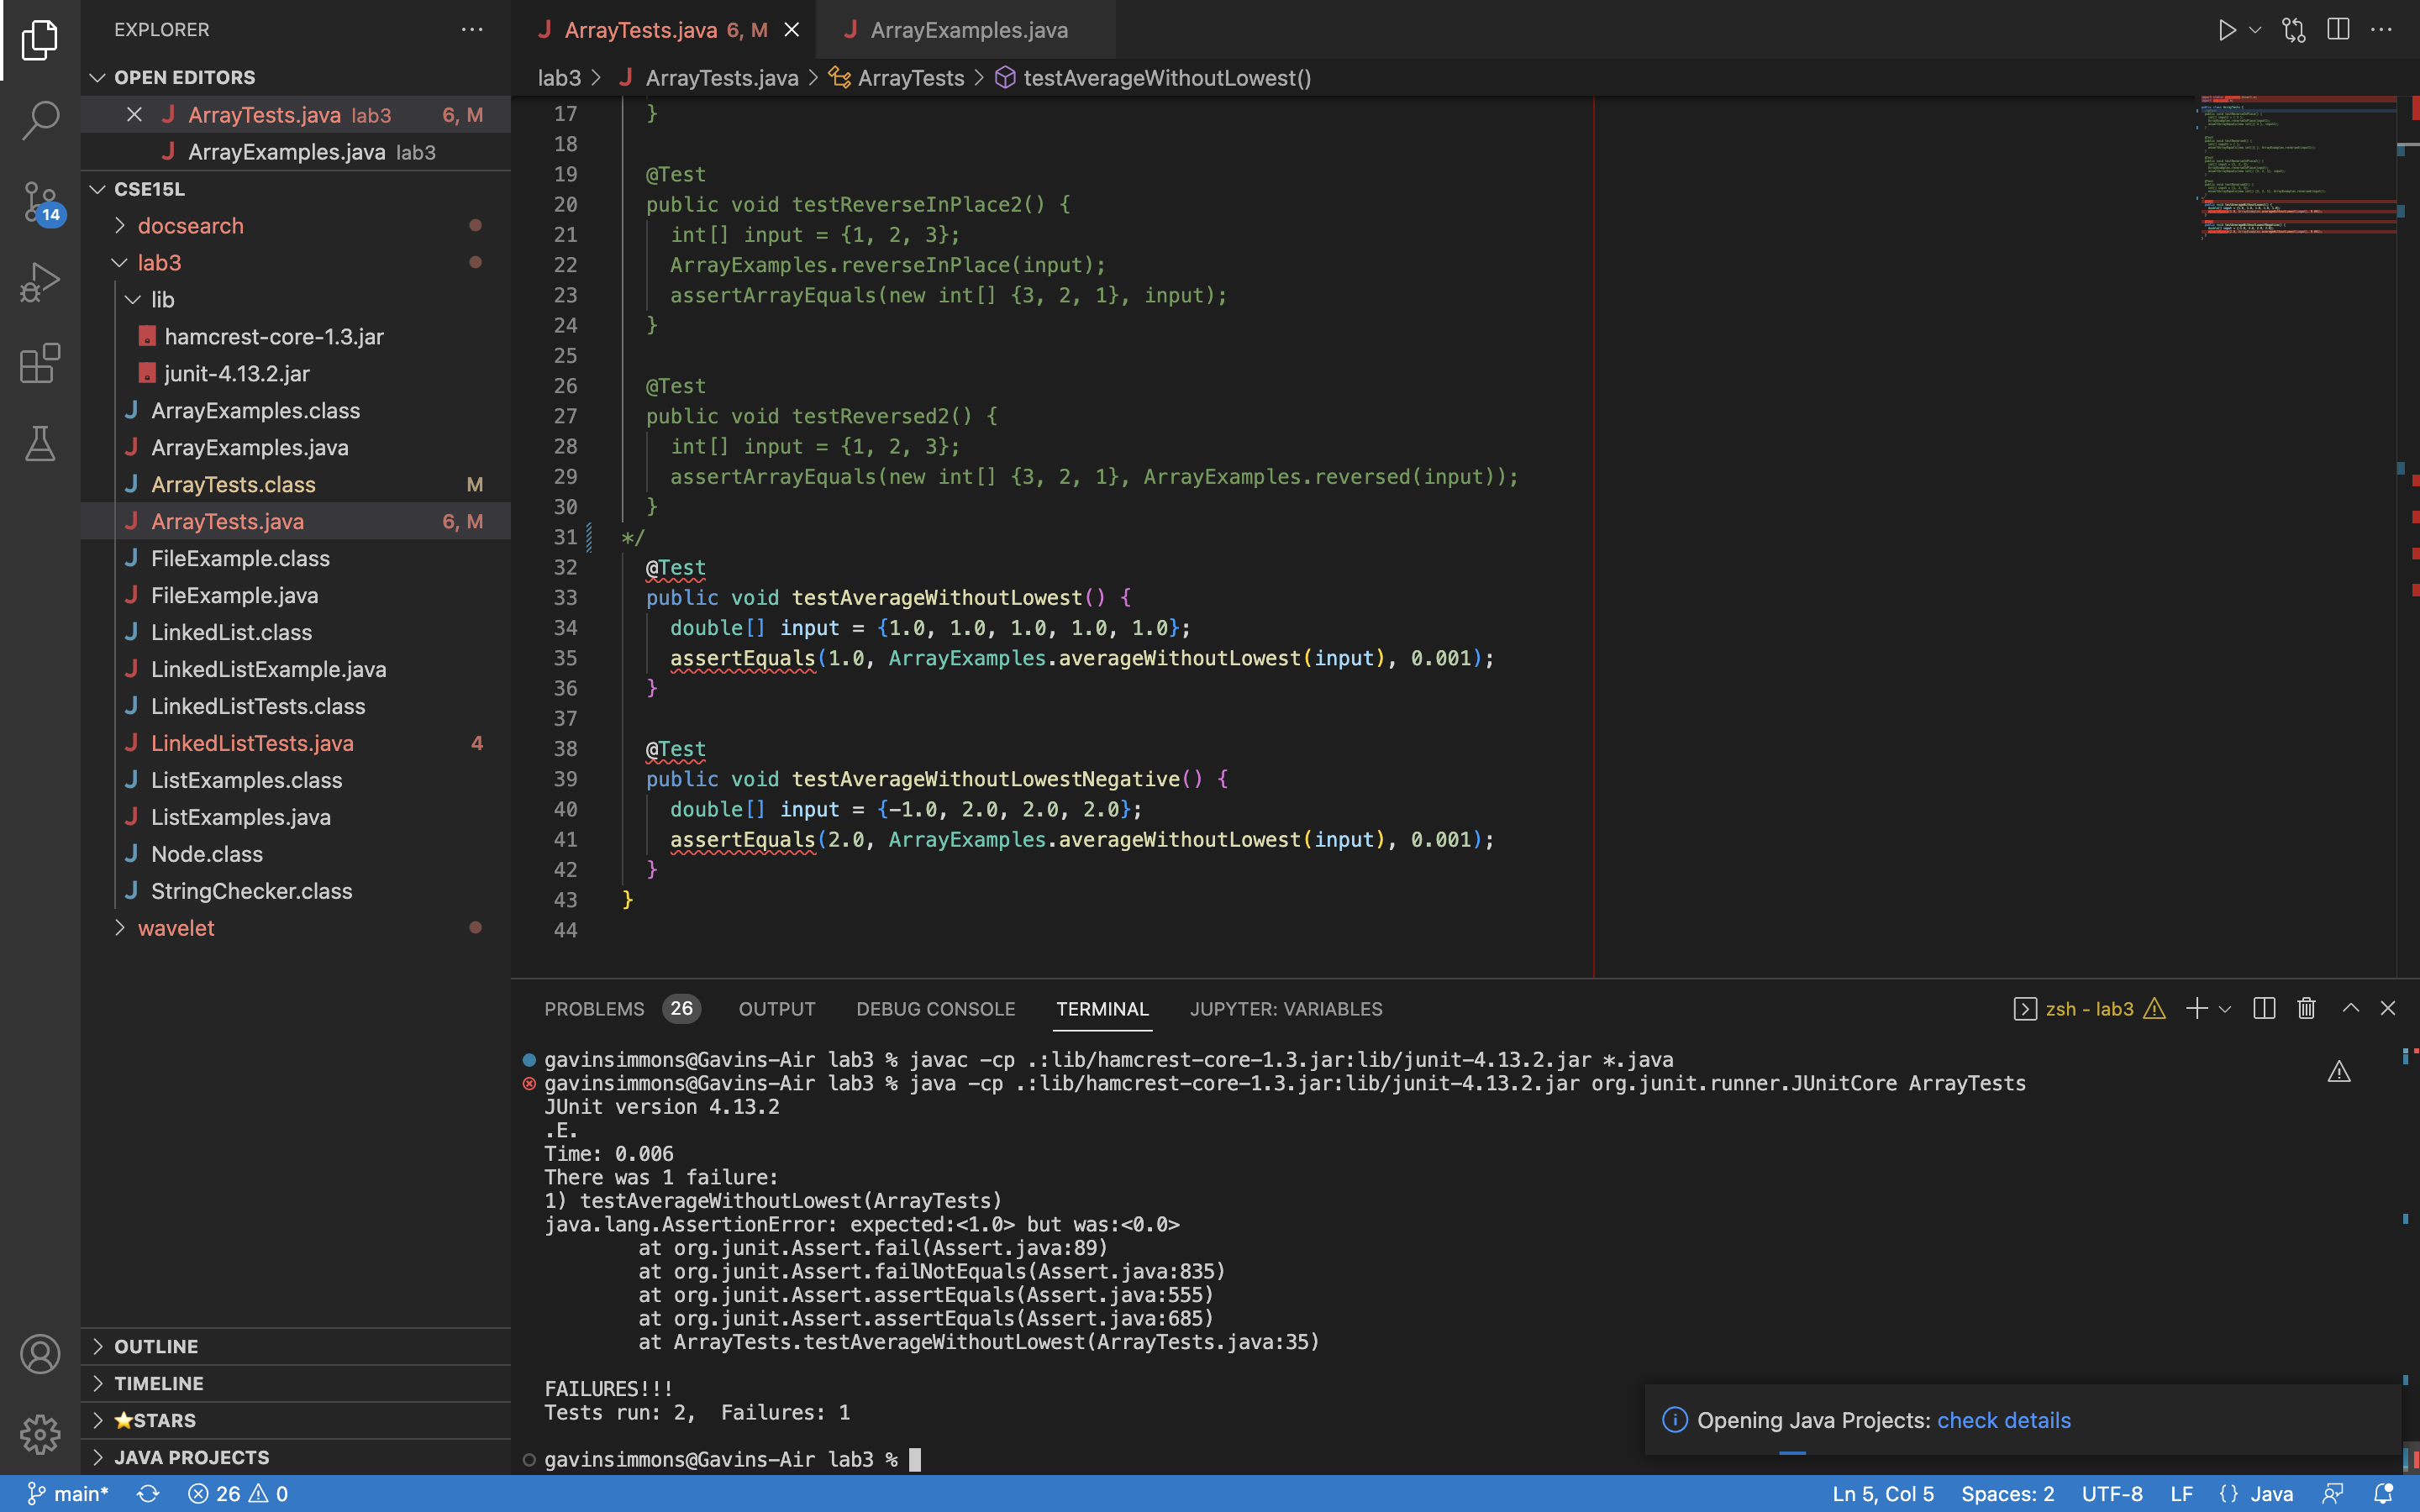 EXPLORER
OPEN EDITORS
ArrayTests.java lab3 6, M
ArrayExamples.java lab3
CSE15L
docsearch
lab3
lib
hamcrest-core-1.3.jar
junit-4.13.2.jar
ArrayExamples.class
ArrayExamples.java
ArrayTests.class M
ArrayTests.java 6, M
FileExample.class
FileExample.java
LinkedList.class
LinkedListExample.java
LinkedListTests.class
LinkedListTests.java 4
ListExamples.class
ListExamples.java
Node.class
StringChecker.class
wavelet
OUTLINE
TIMELINE
⭐STARS
JAVA PROJECTS
14
ArrayTests.java 6, M
ArrayExamples.java
lab3 > ArrayTests.java > ArrayTests > testAverageWithoutLowest()
17 }
18
19 @Test
20 public void testReverseInPlace2() {
21 int[] input = {1, 2, 3};
22 ArrayExamples.reverseInPlace(input);
23 assertArrayEquals(new int[] {3, 2, 1}, input);
24 }
25
26 @Test
27 public void testReversed2() {
28 int[] input = {1, 2, 3};
29 assertArrayEquals(new int[] {3, 2, 1}, ArrayExamples.reversed(input));
30 }
31 */
32 @Test
33 public void testAverageWithoutLowest() {
34 double[] input = {1.0, 1.0, 1.0, 1.0, 1.0};
35 assertEquals(1.0, ArrayExamples.averageWithoutLowest(input), 0.001);
36 }
37
38 @Test
39 public void testAverageWithoutLowestNegative() {
40 double[] input = {-1.0, 2.0, 2.0, 2.0};
41 assertEquals(2.0, ArrayExamples.averageWithoutLowest(input), 0.001);
42 }
43 }
44
PROBLEMS 26 OUTPUT DEBUG CONSOLE TERMINAL JUPYTER: VARIABLES
zsh - lab3
gavinsimmons@Gavins-Air lab3 % javac -cp .:lib/hamcrest-core-1.3.jar:lib/junit-4.13.2.jar *.java
gavinsimmons@Gavins-Air lab3 % java -cp .:lib/hamcrest-core-1.3.jar:lib/junit-4.13.2.jar org.junit.runner.JUnitCore ArrayTests
JUnit version 4.13.2
.E.
Time: 0.006
There was 1 failure:
1) testAverageWithoutLowest(ArrayTests)
java.lang.AssertionError: expected:<1.0> but was:<0.0>
at org.junit.Assert.fail(Assert.java:89)
at org.junit.Assert.failNotEquals(Assert.java:835)
at org.junit.Assert.assertEquals(Assert.java:555)
at org.junit.Assert.assertEquals(Assert.java:685)
at ArrayTests.testAverageWithoutLowest(ArrayTests.java:35)
FAILURES!!!
Tests run: 2,  Failures: 1
gavinsimmons@Gavins-Air lab3 %
Opening Java Projects: check details
main* 26 0
Ln 5, Col 5 Spaces: 2 UTF-8 LF {} Java